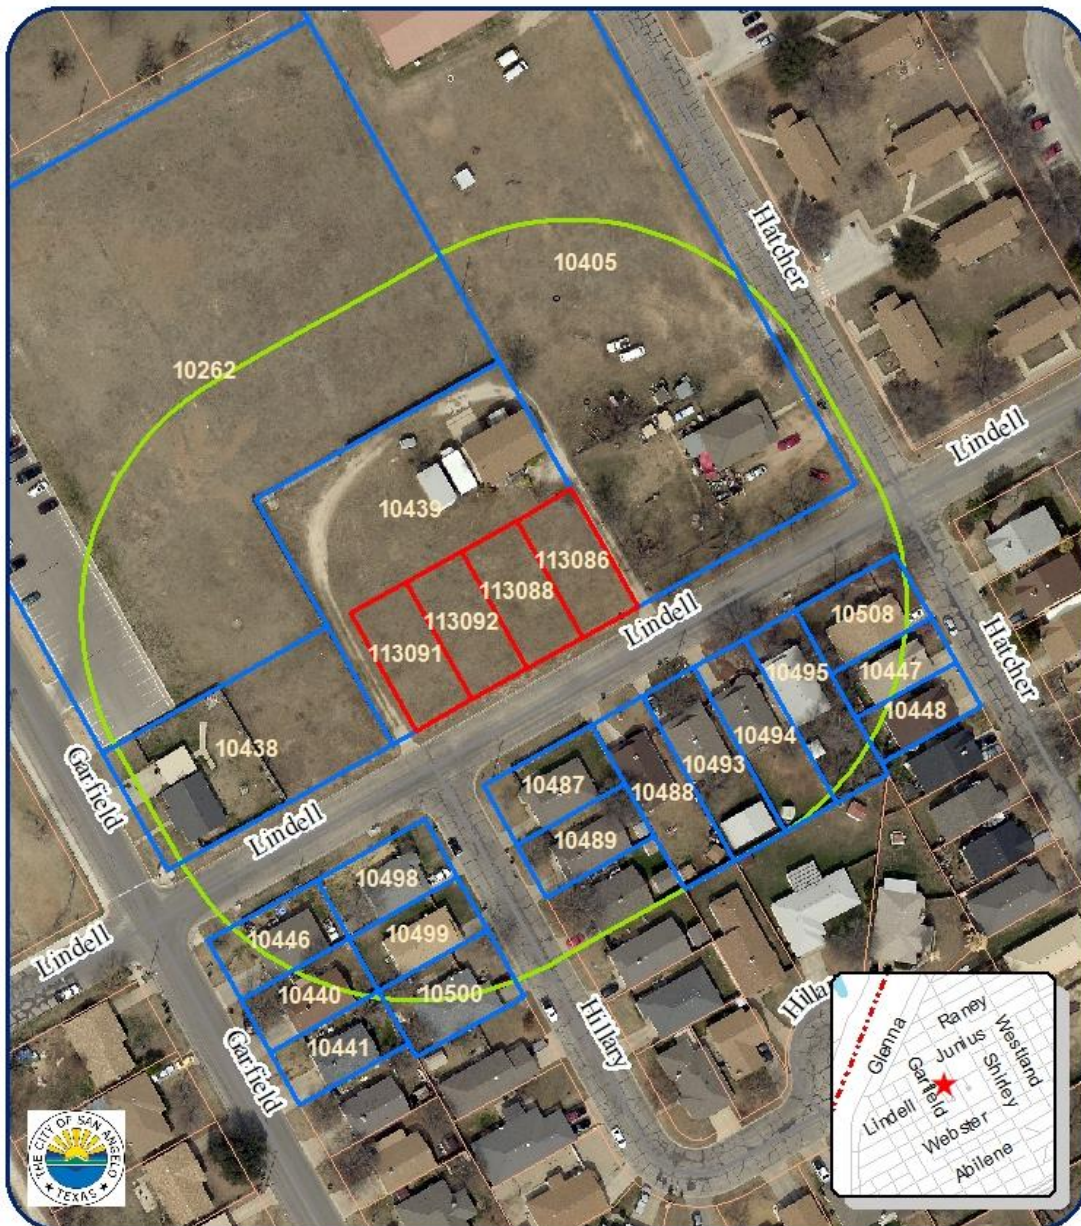 Hatcher
10405
10262
Lindell
10439
113086
113088
113092
113091
Lindell
10508
Hatcher
10495
10447
10448
10438
10494
10493
10487
10488
Garfield
10489
Lindell
10498
10446
10499
Lindell
10440
10500
Hillary
10441
Garfield
THE CITY OF SAN ANGELO
TEXAS
Raney
Westland
Glenna
Junius
Shirley
Garfield
Lindell
Webster
Abilene